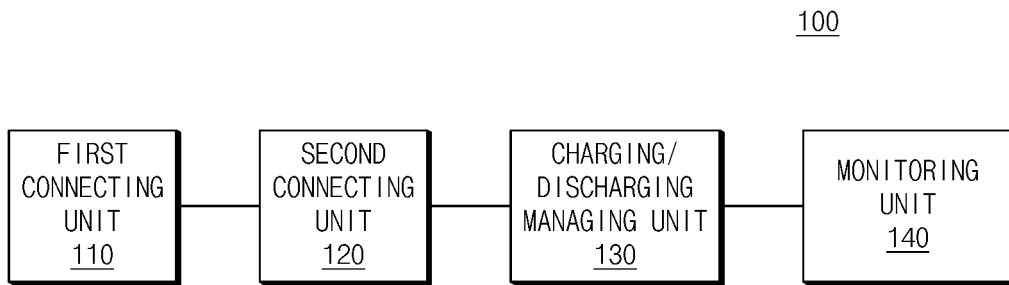 100
FIRST
CONNECTING
UNIT
110
SECOND
CONNECTING
UNIT
120
CHARGING/
DISCHARGING
MANAGING UNIT
130
MONITORING
UNIT
140